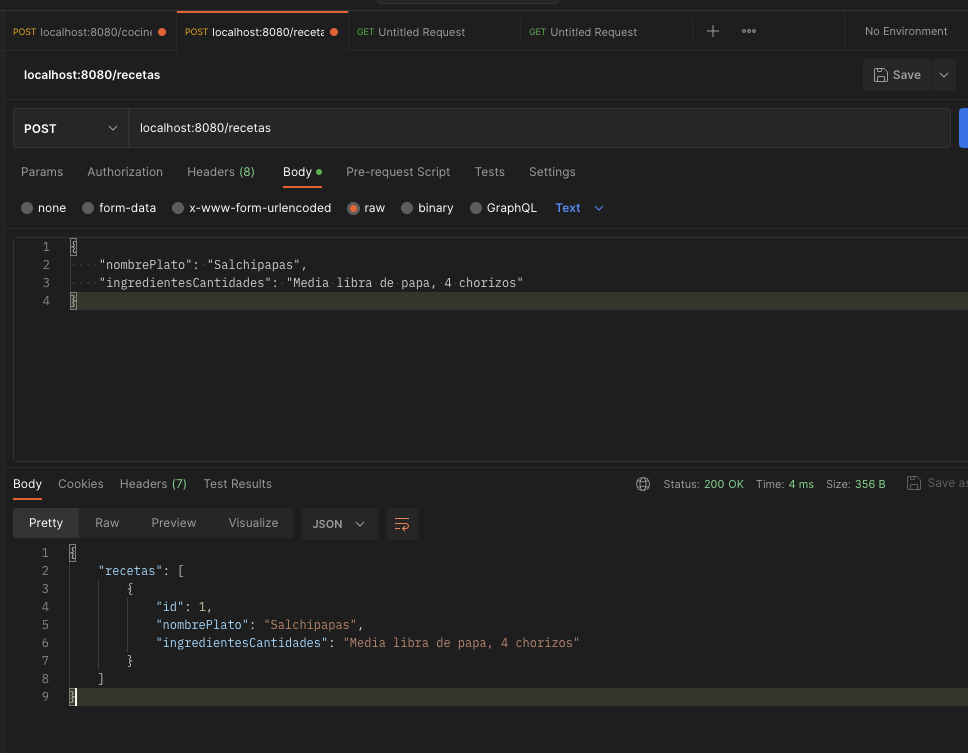 POST localhost:8080/cocine POST localhost:8080/receta GET Untitled Request GET Untitled Request + ooo No Environment
localhost:8080/recetas Save
POST localhost:8080/recetas
Params Authorization Headers (8) Body Pre-request Script Tests Settings
none form-data x-www-form-urlencoded raw binary GraphQL Text
1 {
2 "nombrePlato": "Salchipapas",
3 "ingredientesCantidades": "Media libra de papa, 4 chorizos"
4 }
Body Cookies Headers (7) Test Results Status: 200 OK Time: 4 ms Size: 356 B Save as
Pretty Raw Preview Visualize JSON
1 {
2 "recetas": [
3 {
4 "id": 1,
5 "nombrePlato": "Salchipapas",
6 "ingredientesCantidades": "Media libra de papa, 4 chorizos"
7 }
8 ]
9 }